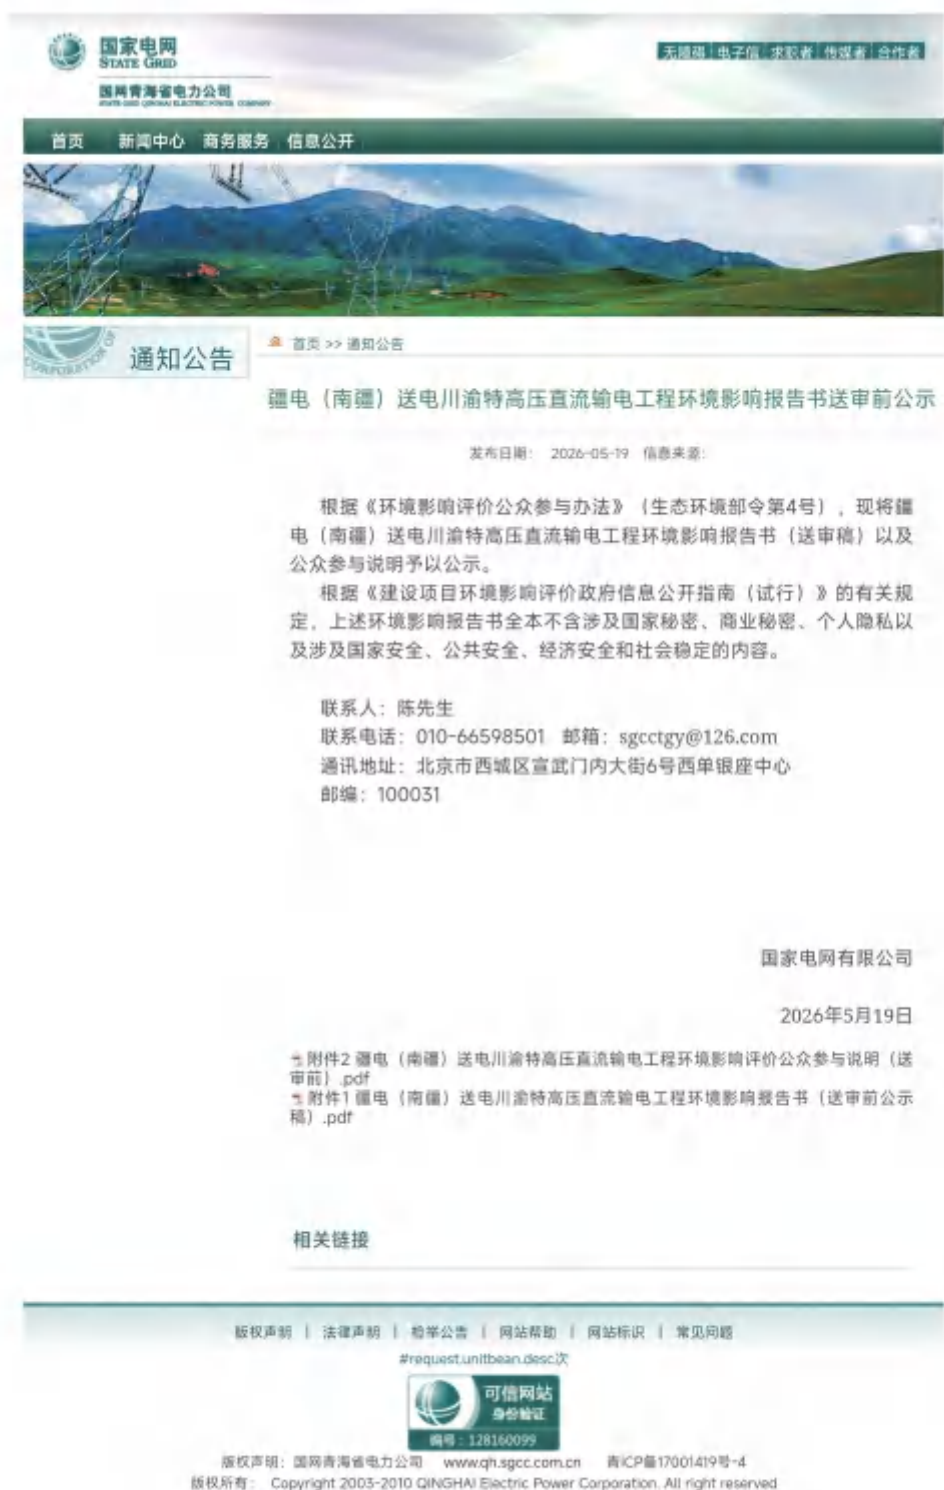 国家电网
STATE GRID
国网青海省电力公司
STATE GRID QINGHAI ELECTRIC POWER COMPANY
无障碍 电子信 求职者 传媒者 合作者
首页 新闻中心 商务服务 信息公开
CORPORATION OF
通知公告
首页 >> 通知公告
疆电（南疆）送电川渝特高压直流输电工程环境影响报告书送审前公示
发布日期： 2026-05-19 信息来源：
根据《环境影响评价公众参与办法》（生态环境部令第4号），现将疆
电（南疆）送电川渝特高压直流输电工程环境影响报告书（送审稿）以及
公众参与说明予以公示。
根据《建设项目环境影响评价政府信息公开指南（试行）》的有关规
定，上述环境影响报告书全本不含涉及国家秘密、商业秘密、个人隐私以
及涉及国家安全、公共安全、经济安全和社会稳定的内容。
联系人：陈先生
联系电话：010-66598501 邮箱：sgcctgy@126.com
通讯地址：北京市西城区宣武门内大街6号西单银座中心
邮编：100031
国家电网有限公司
2026年5月19日
附件2 疆电（南疆）送电川渝特高压直流输电工程环境影响评价公众参与说明（送
审前）.pdf
附件1 疆电（南疆）送电川渝特高压直流输电工程环境影响报告书（送审前公示
稿）.pdf
相关链接
版权声明 | 法律声明 | 检举公告 | 网站帮助 | 网站标识 | 常见问题
#request.unitbean.desc次
可信网站
身份验证
编号：128160099
版权声明：国网青海省电力公司 www.qh.sgcc.com.cn 青ICP备17001419号-4
版权所有： Copyright 2003-2010 QINGHAI Electric Power Corporation. All right reserved